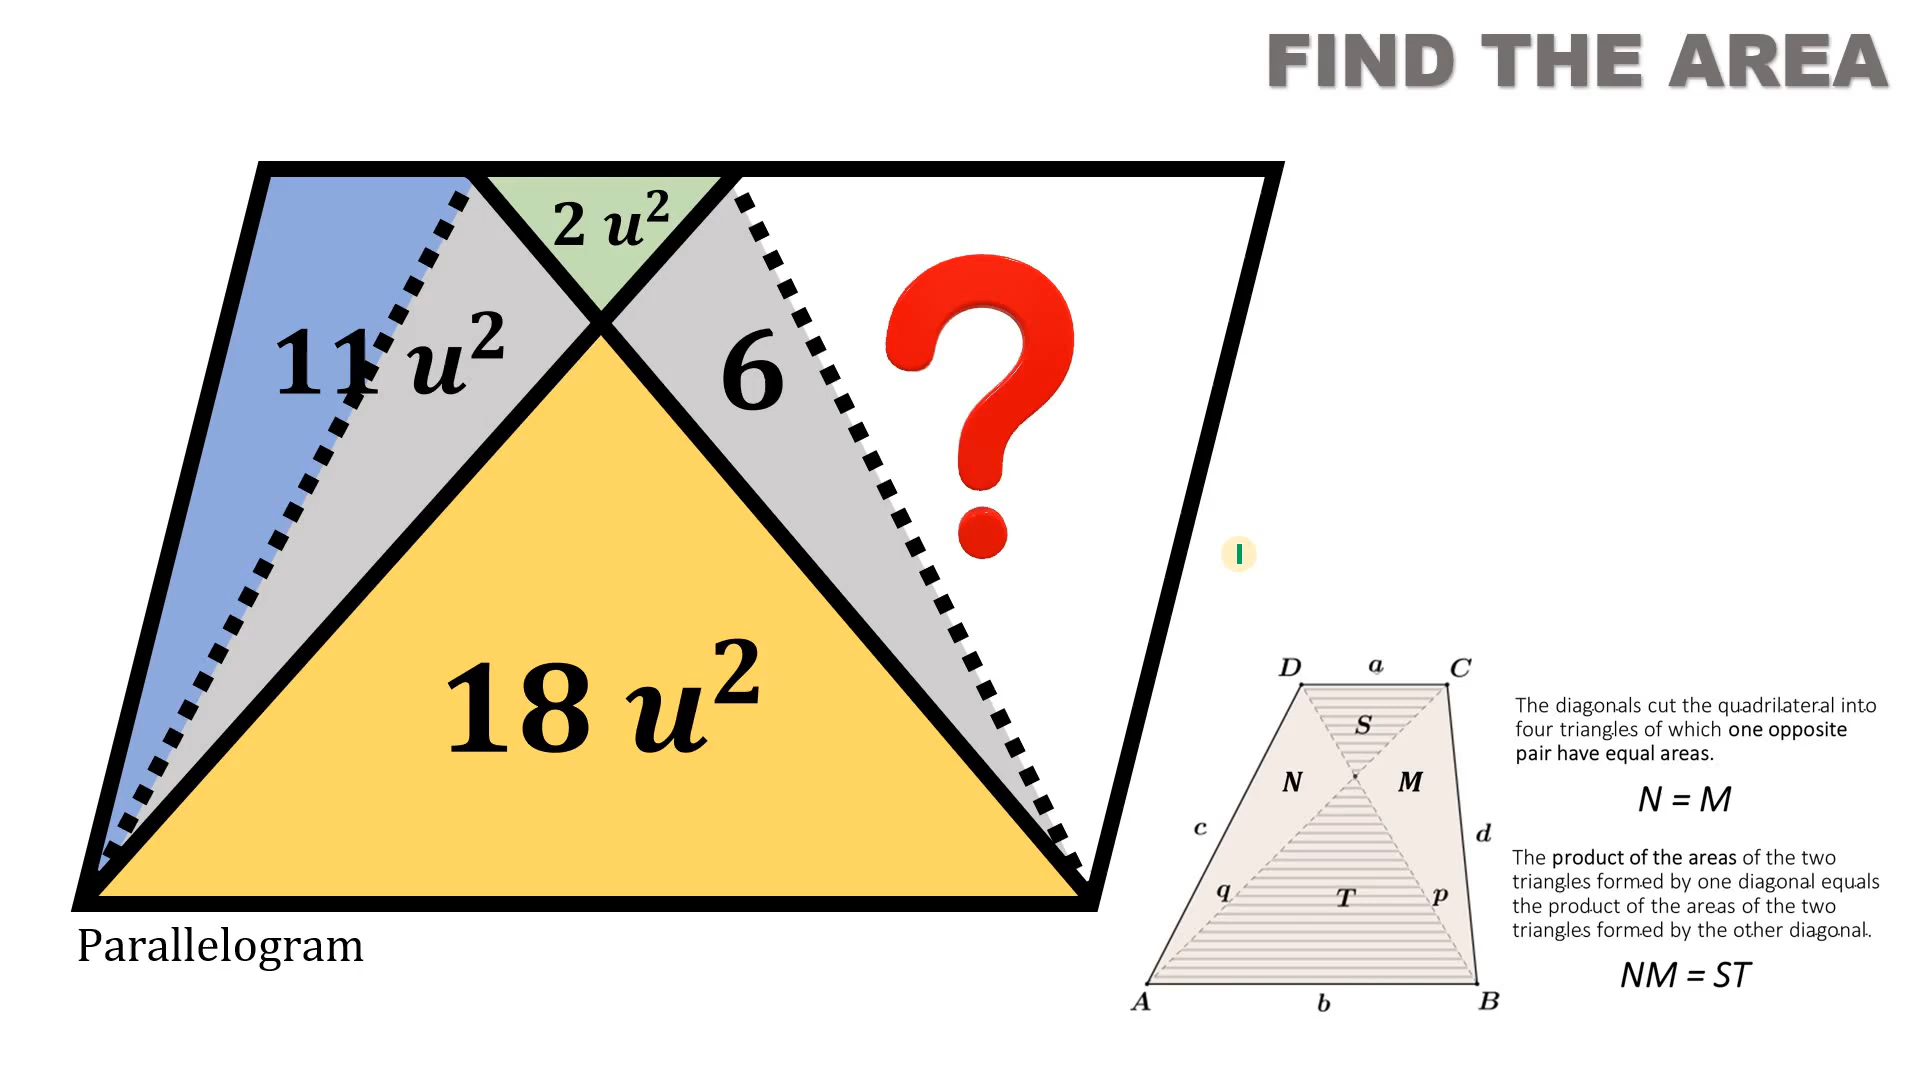 FIND THE AREA
2 u²
11 u²
6
18 u²
Parallelogram
D a C
S
N M
c d
q T p
A b B
The diagonals cut the quadrilateral into
four triangles of which one opposite
pair have equal areas.
N = M
The product of the areas of the two
triangles formed by one diagonal equals
the product of the areas of the two
triangles formed by the other diagonal.
NM = ST